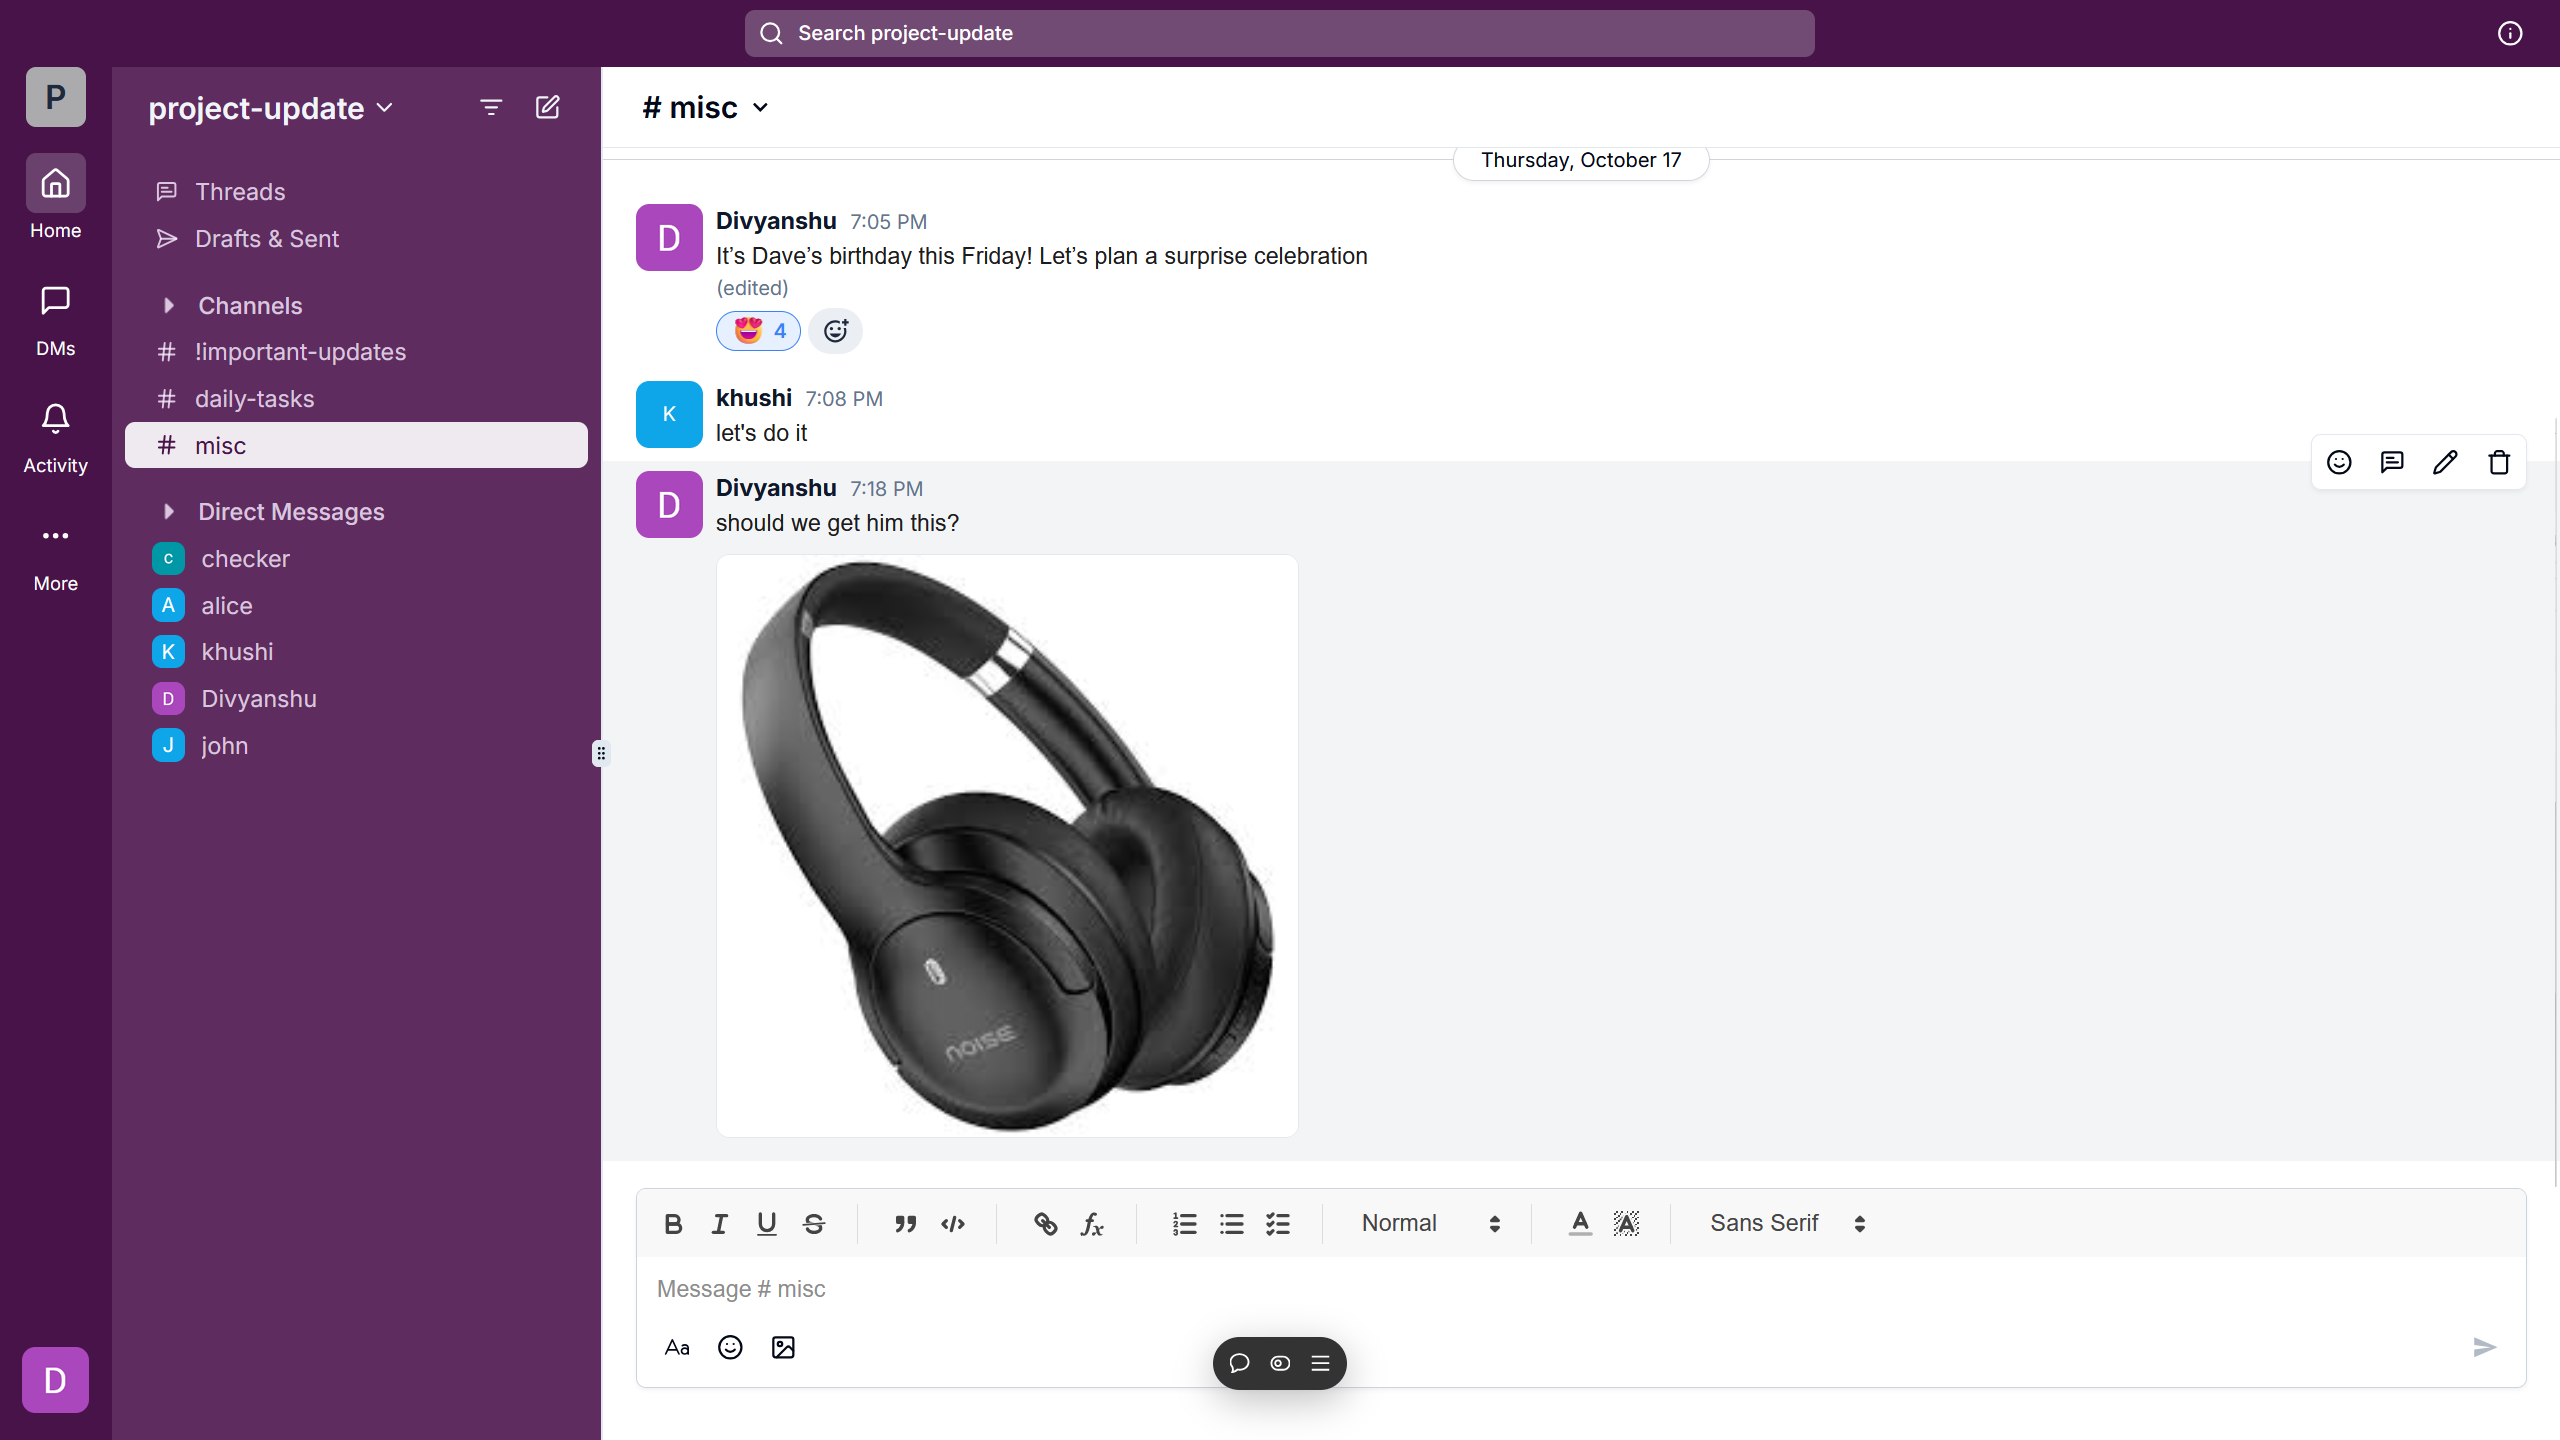 Search project-update
P
project-update
Home
DMs
Activity
More
D
Threads
Drafts & Sent
Channels
# !important-updates
# daily-tasks
# misc
Direct Messages
c checker
A alice
K khushi
D Divyanshu
J john
# misc
Thursday, October 17
D
Divyanshu 7:05 PM
It’s Dave’s birthday this Friday! Let’s plan a surprise celebration
(edited)
4
K
khushi 7:08 PM
let's do it
D
Divyanshu 7:18 PM
should we get him this?
noise
Normal
Sans Serif
Message # misc
Aa